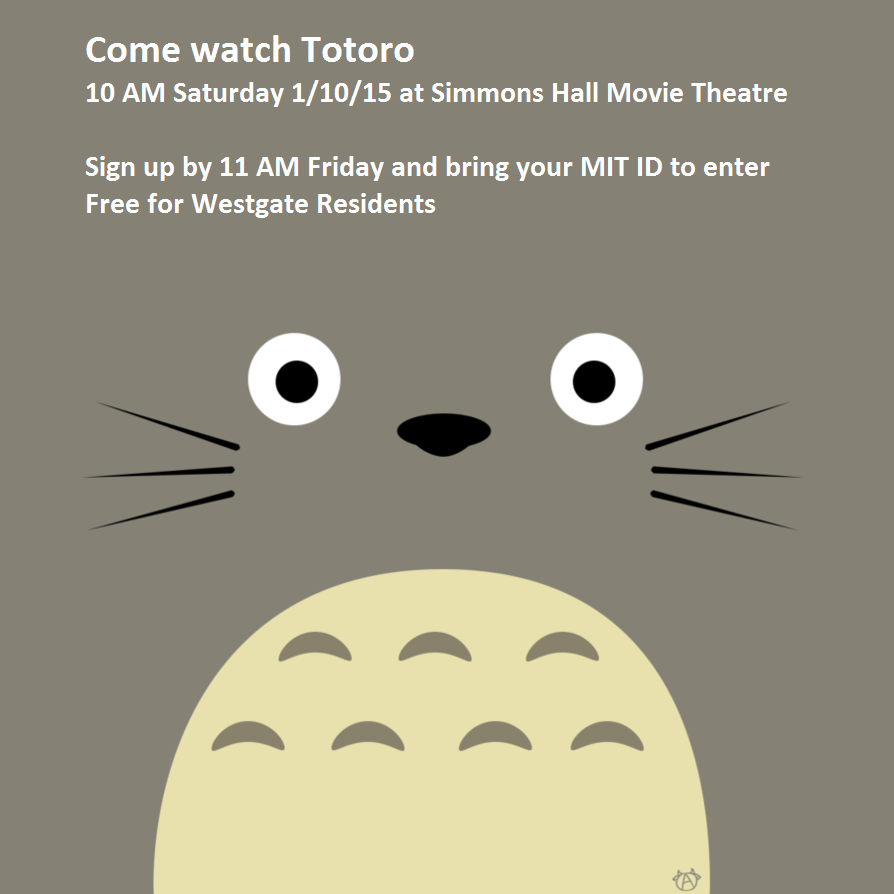 Come watch Totoro
10 AM Saturday 1/10/15 at Simmons Hall Movie Theatre
Sign up by 11 AM Friday and bring your MIT ID to enter
Free for Westgate Residents